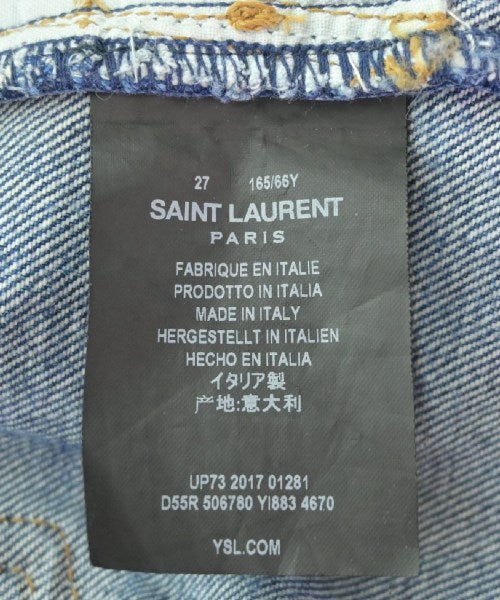 27 165/66Y
SAINT LAURENT
PARIS
FABRIQUE EN ITALIE
PRODOTTO IN ITALIA
MADE IN ITALY
HERGESTELLT IN ITALIEN
HECHO EN ITALIA
イタリア製
产地:意大利
UP73 2017 01281
D55R 506780 YI883 4670
YSL.COM